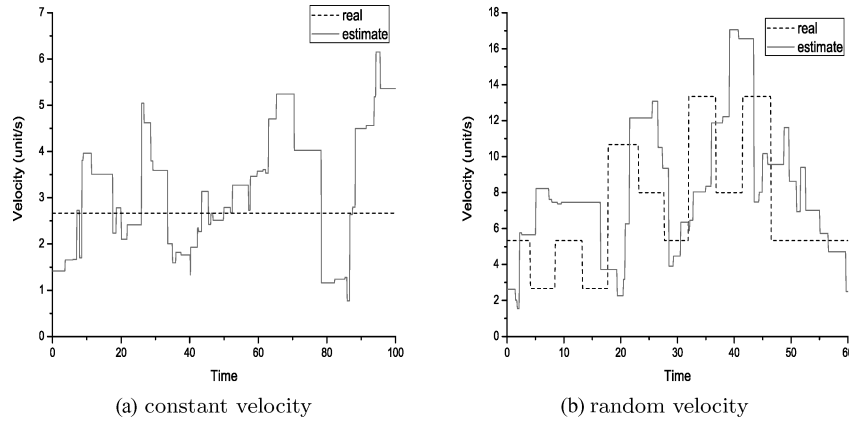 real
estimate
7
6
5
4
3
2
1
0
Velocity (unit/s)
0 20 40 60 80 100
Time
(a) constant velocity
real
estimate
18
16
14
12
10
8
6
4
2
0
Velocity (unit/s)
0 10 20 30 40 50 60
Time
(b) random velocity